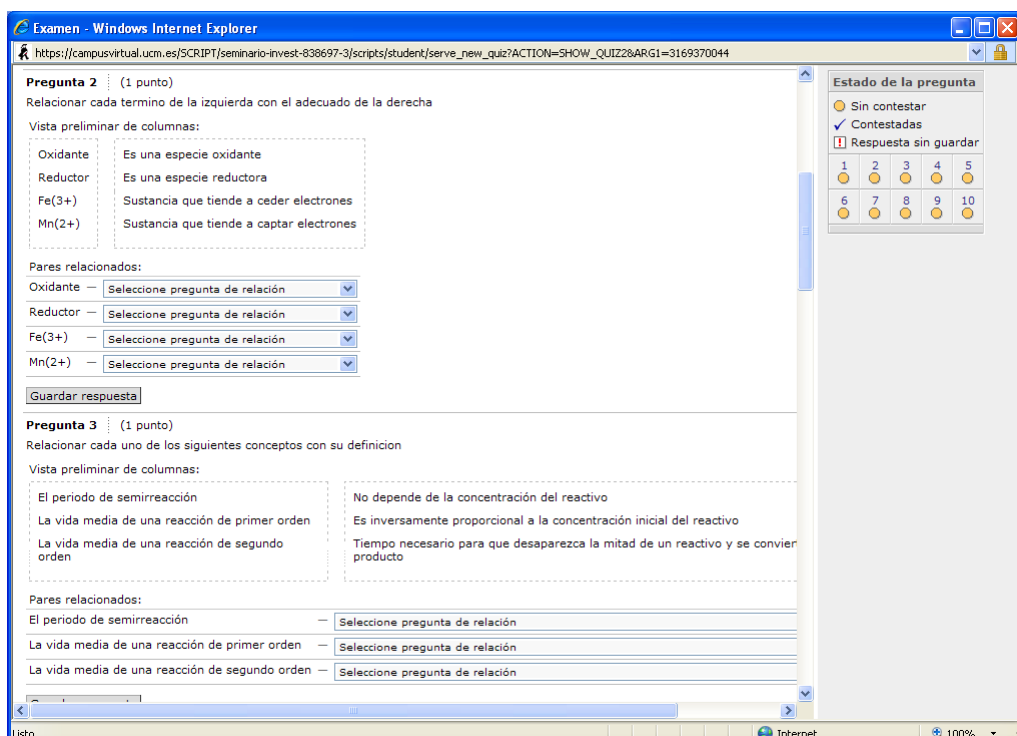 Examen - Windows Internet Explorer
https://campusvirtual.ucm.es/SCRIPT/seminario-invest-838697-3/scripts/student/serve_new_quiz?ACTION=SHOW_QUIZ2&ARG1=3169370044
Pregunta 2 (1 punto)
Relacionar cada termino de la izquierda con el adecuado de la derecha
Vista preliminar de columnas:
Oxidante Es una especie oxidante
Reductor Es una especie reductora
Fe(3+) Sustancia que tiende a ceder electrones
Mn(2+) Sustancia que tiende a captar electrones
Pares relacionados:
Oxidante — Seleccione pregunta de relación
Reductor — Seleccione pregunta de relación
Fe(3+) — Seleccione pregunta de relación
Mn(2+) — Seleccione pregunta de relación
Guardar respuesta
Pregunta 3 (1 punto)
Relacionar cada uno de los siguientes conceptos con su definicion
Vista preliminar de columnas:
El periodo de semirreacción No depende de la concentración del reactivo
La vida media de una reacción de primer orden Es inversamente proporcional a la concentración inicial del reactivo
La vida media de una reacción de segundo Tiempo necesario para que desaparezca la mitad de un reactivo y se convier
orden producto
Pares relacionados:
El periodo de semirreacción — Seleccione pregunta de relación
La vida media de una reacción de primer orden — Seleccione pregunta de relación
La vida media de una reacción de segundo orden — Seleccione pregunta de relación
Estado de la pregunta
Sin contestar
Contestadas
Respuesta sin guardar
1 2 3 4 5
6 7 8 9 10
Listo Internet 100%